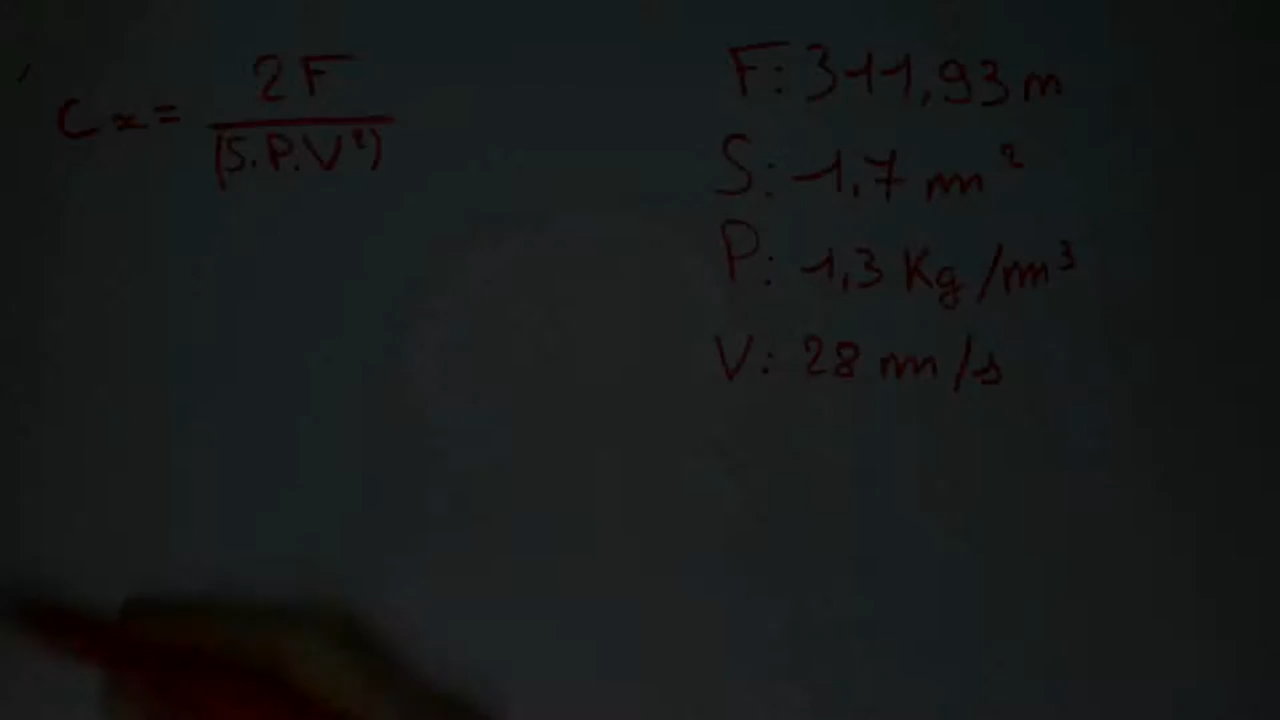 Cx = 2F / (S.P.V²)
F: 311,93 m
S: 1,7 m²
P: 1,3 Kg/m³
V: 28 m/s